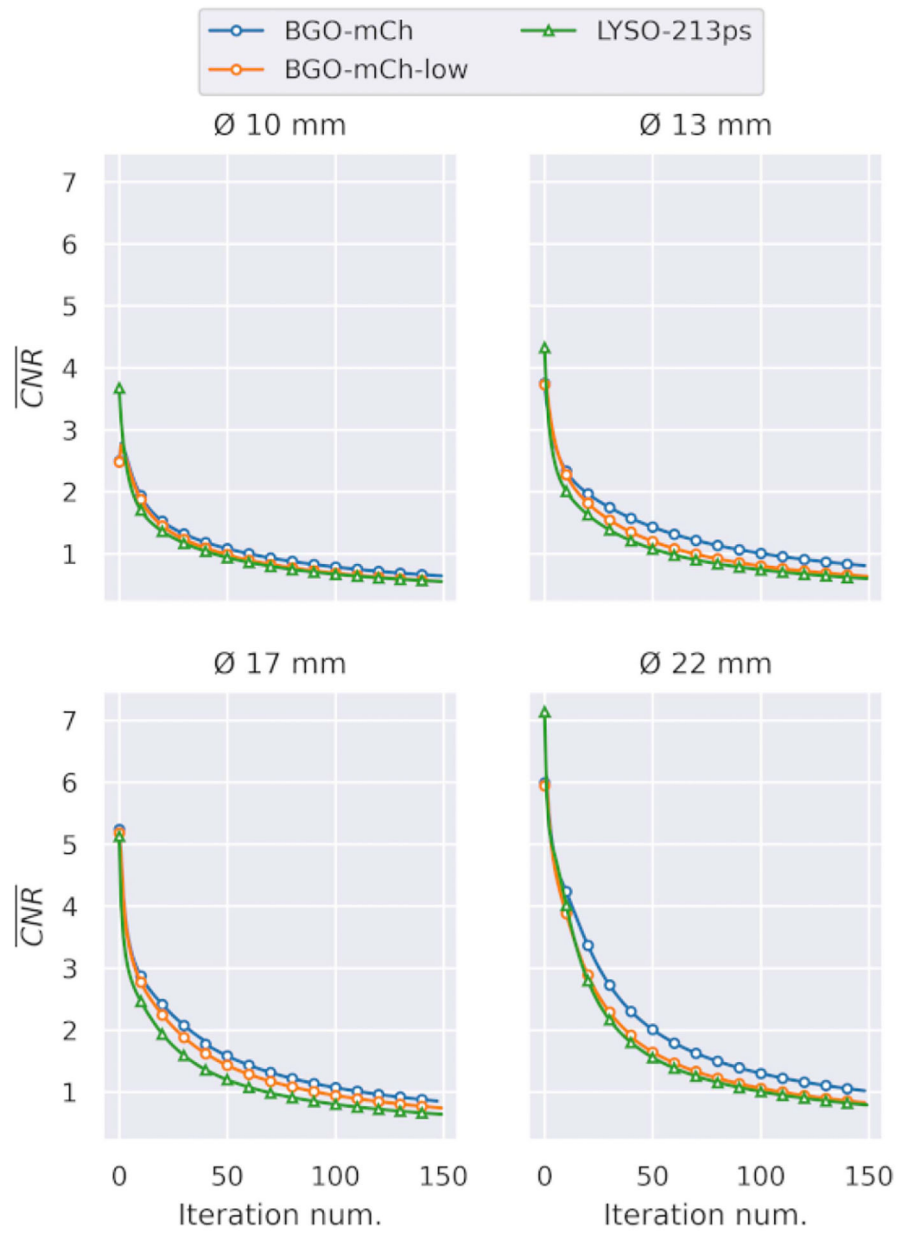 BGO-mCh
BGO-mCh-low
LYSO-213ps
Ø 10 mm
Ø 13 mm
7
6
5
4
3
2
1
CNR
Ø 17 mm
Ø 22 mm
7
6
5
4
3
2
1
CNR
0 50 100 150
0 50 100 150
Iteration num.
Iteration num.